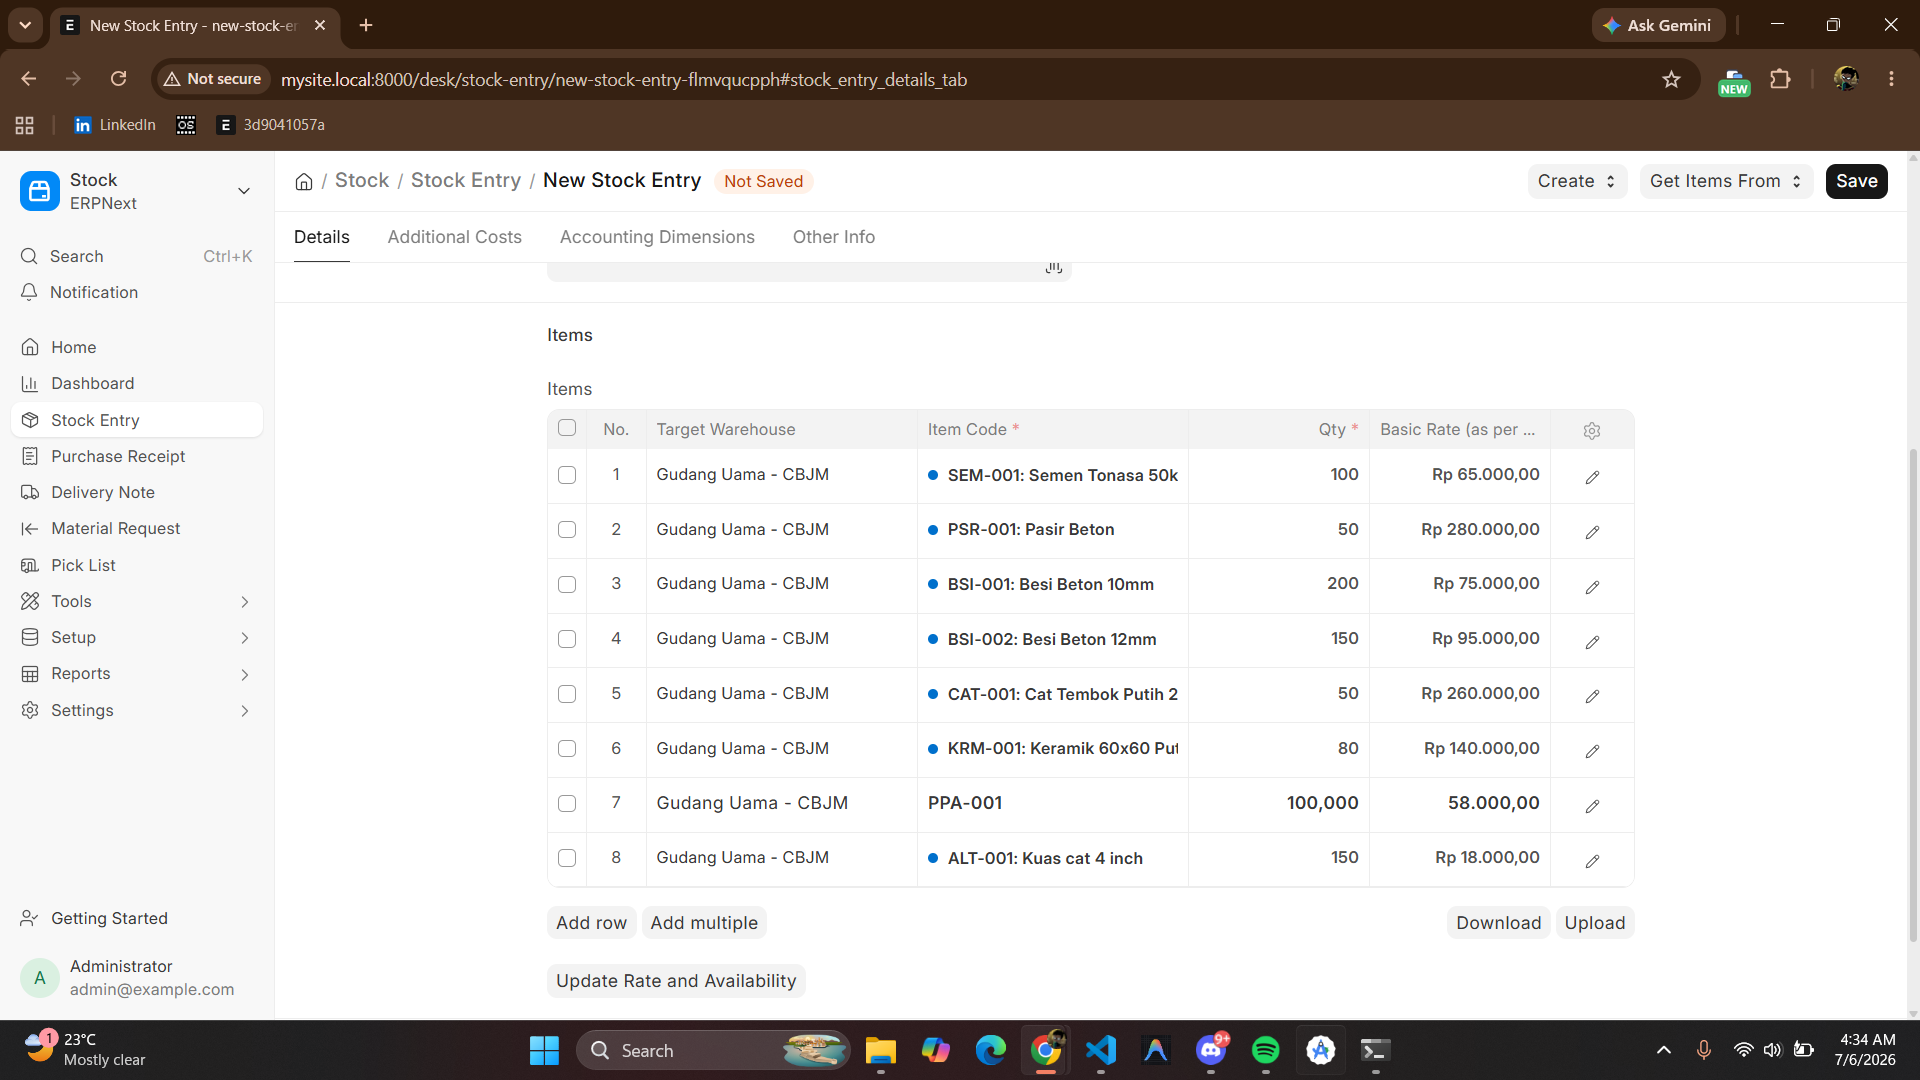 New Stock Entry - new-stock-er
Ask Gemini
Not secure
mysite.local:8000/desk/stock-entry/new-stock-entry-flmvqucpph#stock_entry_details_tab
NEW
LinkedIn
3d9041057a
Stock
ERPNext
Search Ctrl+K
Notification
Home
Dashboard
Stock Entry
Purchase Receipt
Delivery Note
Material Request
Pick List
Tools
Setup
Reports
Settings
Getting Started
A
Administrator
admin@example.com
/ Stock / Stock Entry / New Stock Entry Not Saved
Create
Get Items From
Save
Details Additional Costs Accounting Dimensions Other Info
Items
Items
No. Target Warehouse Item Code * Qty * Basic Rate (as per ...
1 Gudang Uama - CBJM SEM-001: Semen Tonasa 50k 100 Rp 65.000,00
2 Gudang Uama - CBJM PSR-001: Pasir Beton 50 Rp 280.000,00
3 Gudang Uama - CBJM BSI-001: Besi Beton 10mm 200 Rp 75.000,00
4 Gudang Uama - CBJM BSI-002: Besi Beton 12mm 150 Rp 95.000,00
5 Gudang Uama - CBJM CAT-001: Cat Tembok Putih 2 50 Rp 260.000,00
6 Gudang Uama - CBJM KRM-001: Keramik 60x60 Put 80 Rp 140.000,00
7 Gudang Uama - CBJM PPA-001 100,000 58.000,00
8 Gudang Uama - CBJM ALT-001: Kuas cat 4 inch 150 Rp 18.000,00
Add row Add multiple Download Upload
Update Rate and Availability
1
23°C
Mostly clear
Search
9+
4:34 AM
7/6/2026